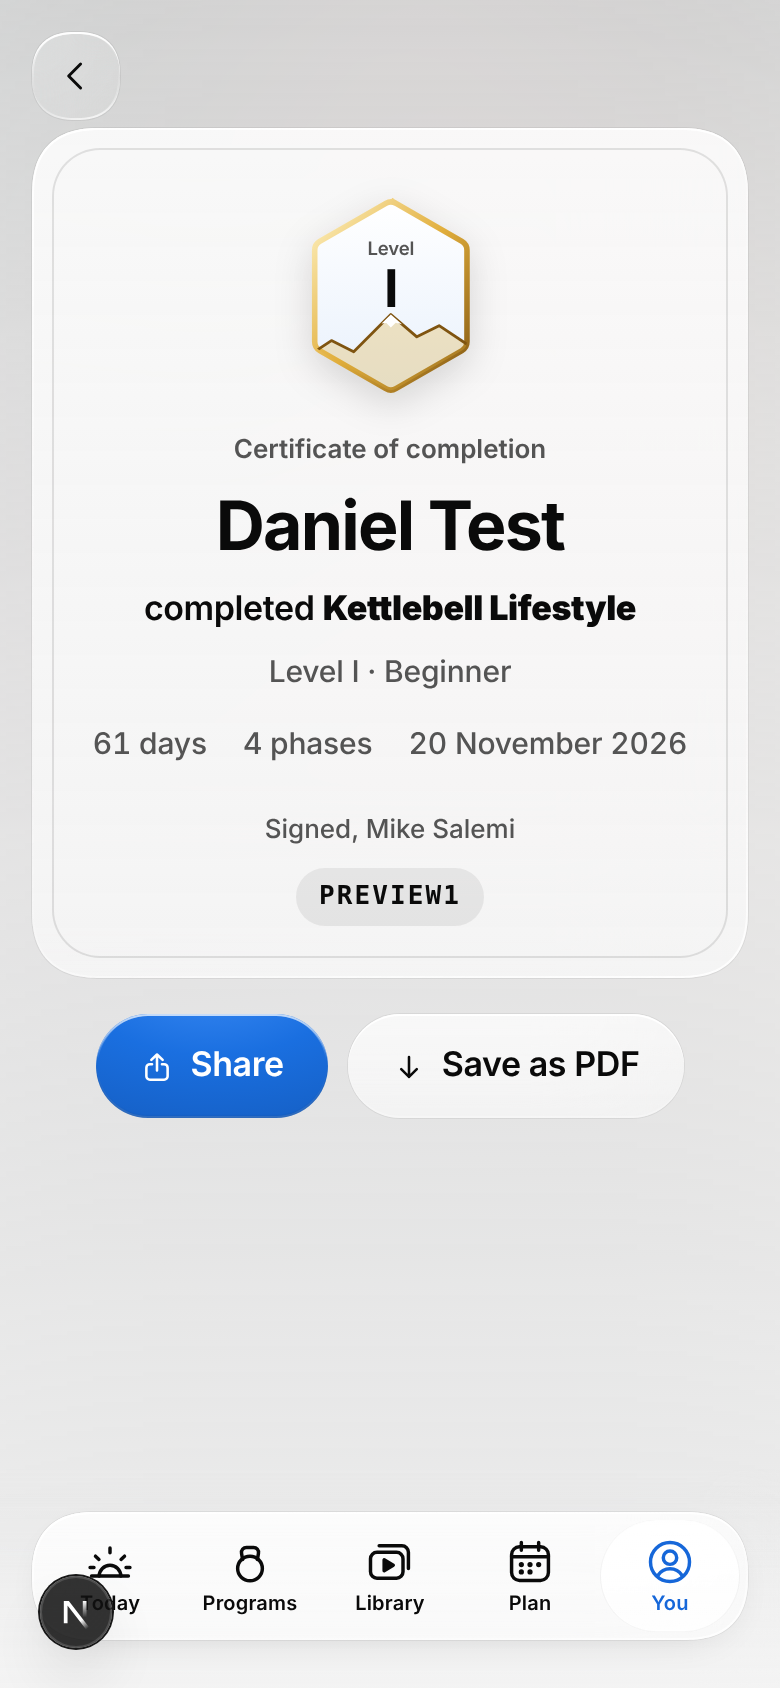 Level
I
Certificate of completion
Daniel Test
completed Kettlebell Lifestyle
Level I · Beginner
61 days 4 phases 20 November 2026
Signed, Mike Salemi
PREVIEW1
Share Save as PDF
Today Programs Library Plan You
N